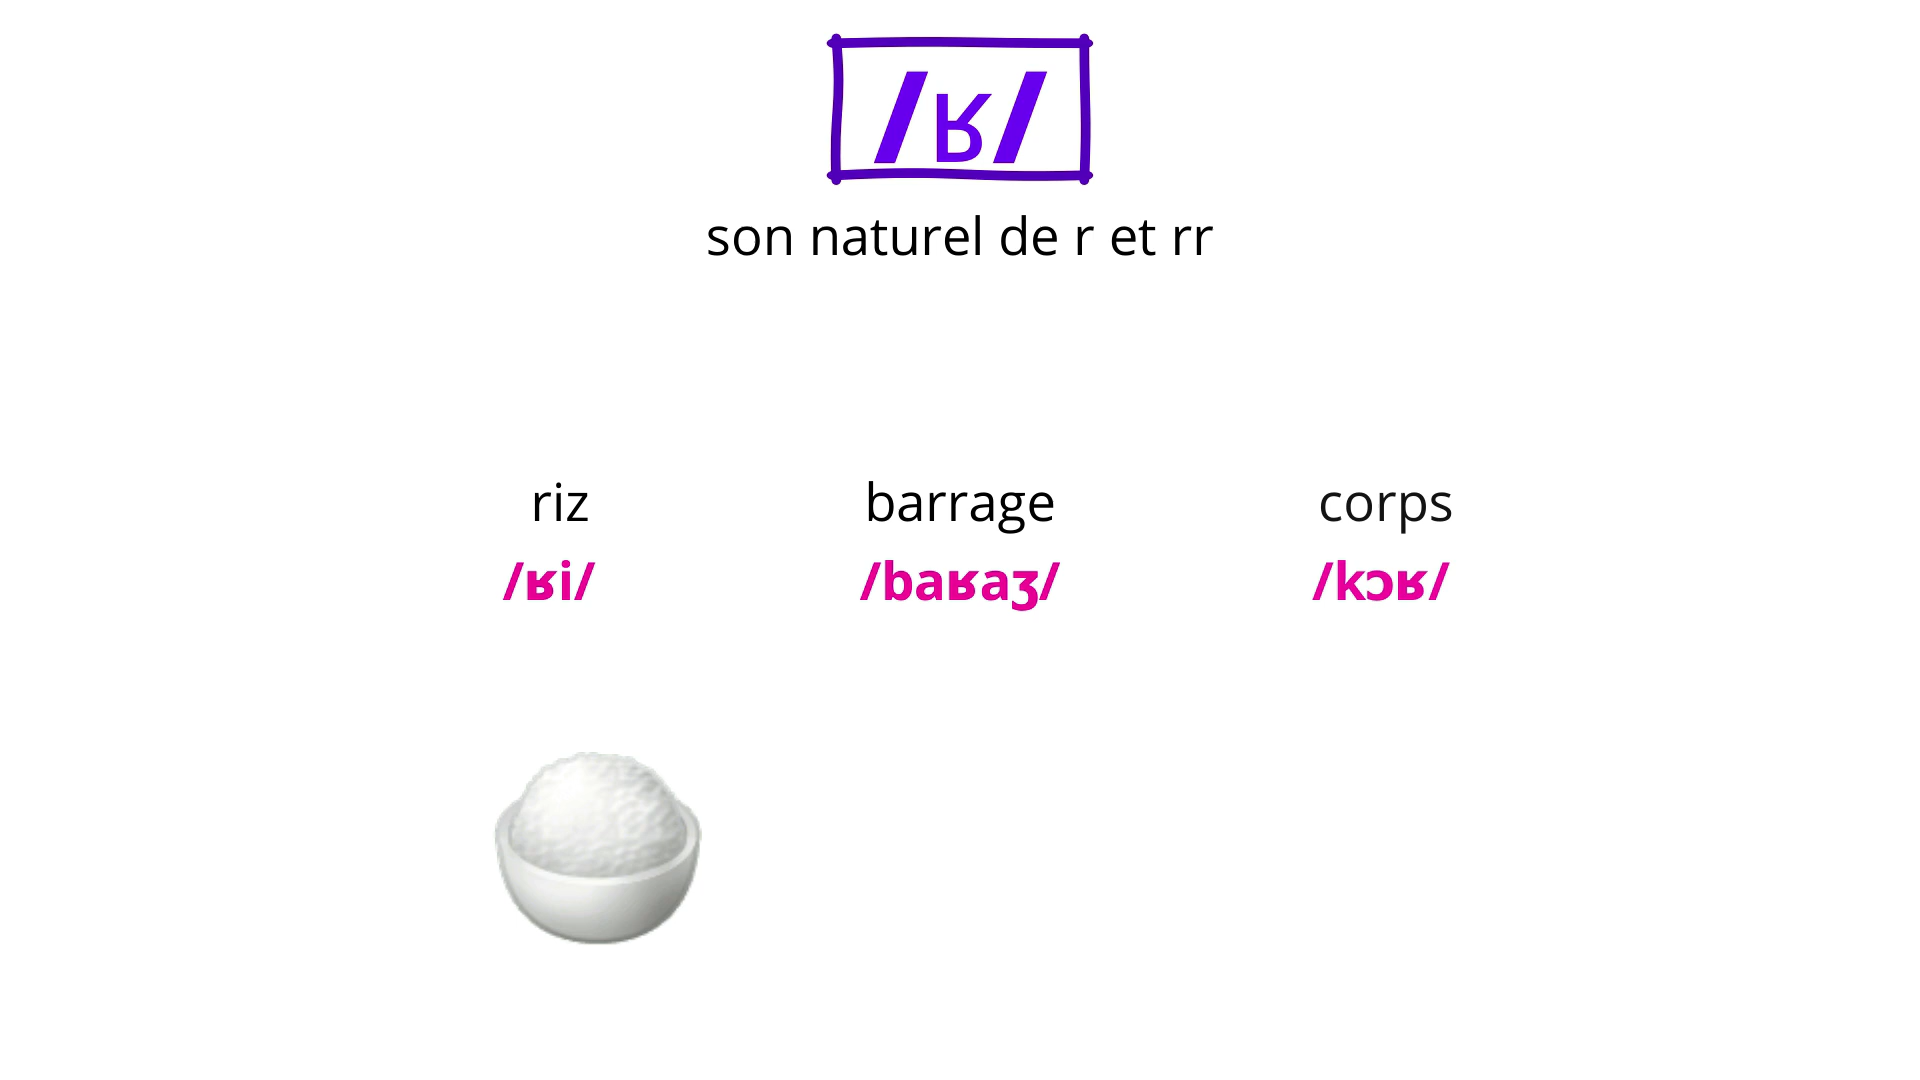 /ʁ/
son naturel de r et rr
riz barrage corps
/ʁi/ /baʁaʒ/ /kɔʁ/